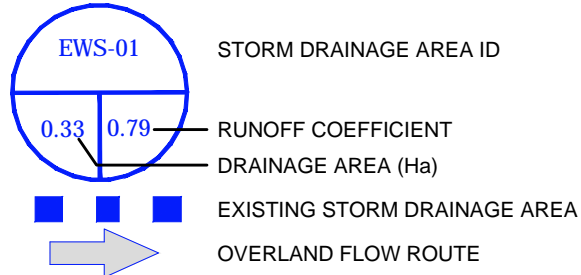 EWS-01 STORM DRAINAGE AREA ID
0.33 0.79 RUNOFF COEFFICIENT
DRAINAGE AREA (Ha)
EXISTING STORM DRAINAGE AREA
OVERLAND FLOW ROUTE